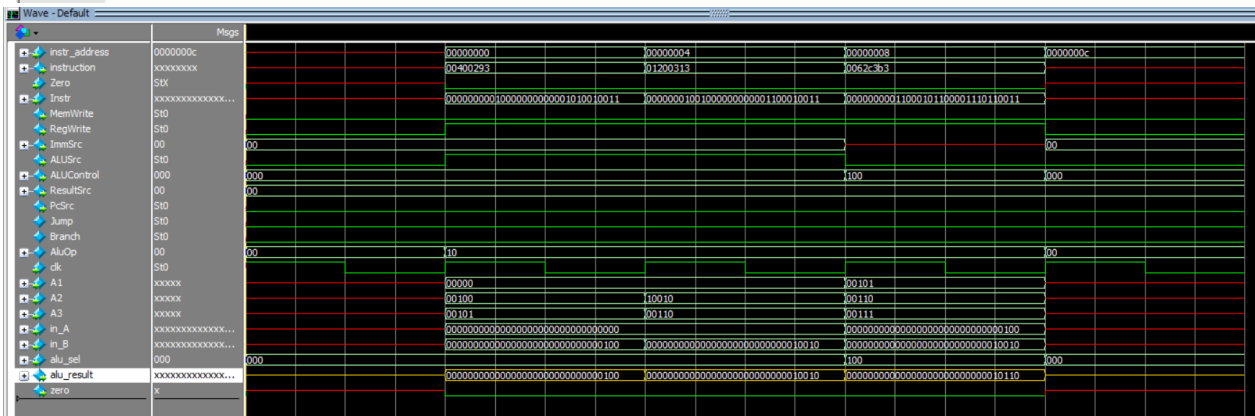 Wave - Default
Msgs
instr_address 0000000c 00000000 00000004 00000008 0000000c
instruction xxxxxxxx 00400293 01200313 0062c3b3
Zero StX
Instr xxxxxxxxxxxxx... 00000000010000000000001010010011 00000001001000000000001100010011 00000000011000101100001110110011
MemWrite St0
RegWrite St0
ImmSrc 00 00 00
ALUSrc St0
ALUControl 000 000 100 000
ResultSrc 00 00
PcSrc St0
Jump St0
Branch St0
AluOp 00 00 10 00
clk St0
A1 xxxxx 00000 00101
A2 xxxxx 00100 10010 00110
A3 xxxxx 00101 00110 00111
in_A xxxxxxxxxxxxx... 00000000000000000000000000000000 00000000000000000000000000000100
in_B xxxxxxxxxxxxx... 00000000000000000000000000000100 00000000000000000000000000010010 00000000000000000000000000010010
alu_sel 000 000 100 000
alu_result xxxxxxxxxxxxx... 00000000000000000000000000000100 00000000000000000000000000010010 00000000000000000000000000010110
zero x